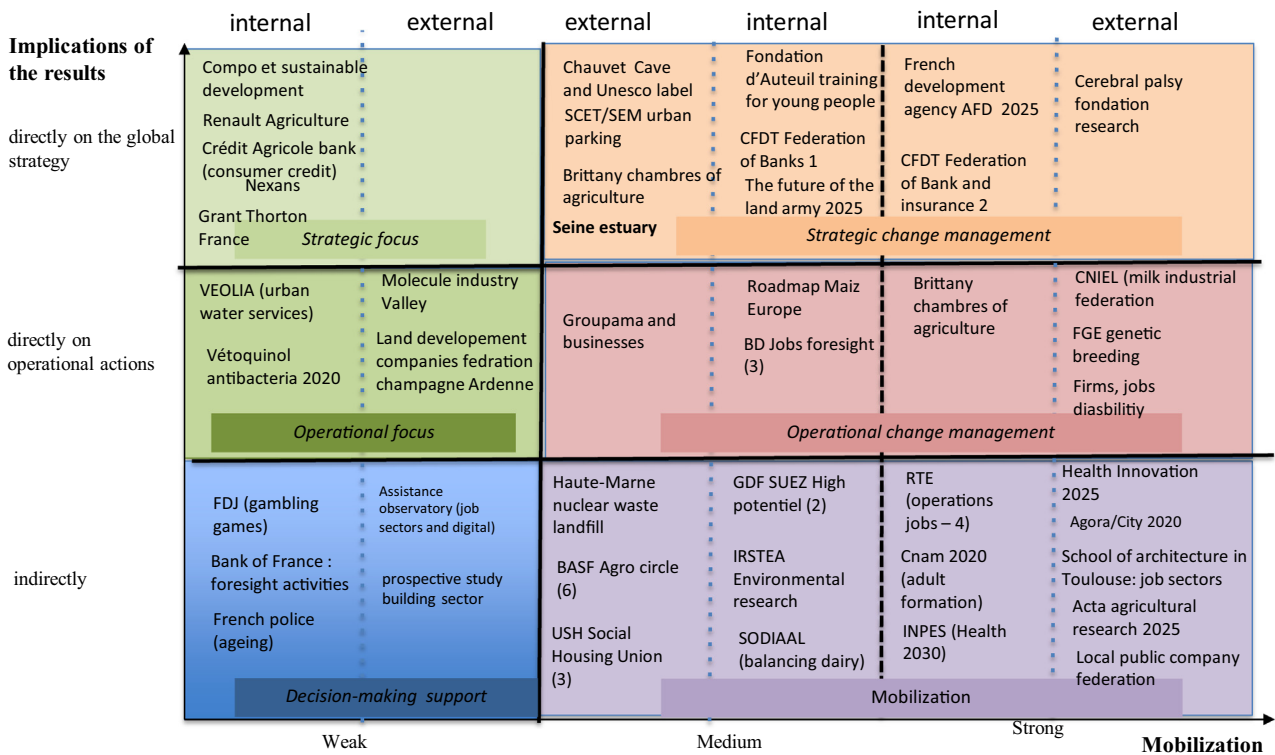 internal
external
external
internal
internal
external
Implications of
the results
directly on the global
strategy
Compo et sustainable
development
Renault Agriculture
Crédit Agricole bank
(consumer credit)
Nexans
Grant Thorton
France
Strategic focus
Chauvet Cave
and Unesco label
SCET/SEM urban
parking
Brittany chambres of
agriculture
Seine estuary
Fondation
d'Auteuil training
for young people
CFDT Federation
of Banks 1
The future of the
land army 2025
French
development
agency AFD 2025
CFDT Federation
of Bank and
insurance 2
Cerebral palsy
fondation
research
Strategic change management
directly on
operational actions
VEOLIA (urban
water services)
Vétoquinol
antibacteria 2020
Molecule industry
Valley
Land developement
companies fedration
champagne Ardenne
Operational focus
Groupama and
businesses
Roadmap Maiz
Europe
BD Jobs foresight
(3)
Brittany
chambres of
agriculture
CNIEL (milk industrial
federation
FGE genetic
breeding
Firms, jobs
diasbilitiy
Operational change management
indirectly
FDJ (gambling
games)
Bank of France :
foresight activities
French police
(ageing)
Assistance
observatory (job
sectors and digital)
prospective study
building sector
Decision-making support
Haute-Marne
nuclear waste
landfill
BASF Agro circle
(6)
USH Social
Housing Union
(3)
GDF SUEZ High
potentiel (2)
IRSTEA
Environmental
research
SODIAAL
(balancing dairy)
RTE
(operations
jobs – 4)
Cnam 2020
(adult
formation)
INPES (Health
2030)
Health Innovation
2025
Agora/City 2020
School of architecture in
Toulouse: job sectors
Acta agricultural
research 2025
Local public company
federation
Mobilization
Weak
Medium
Strong
Mobilization